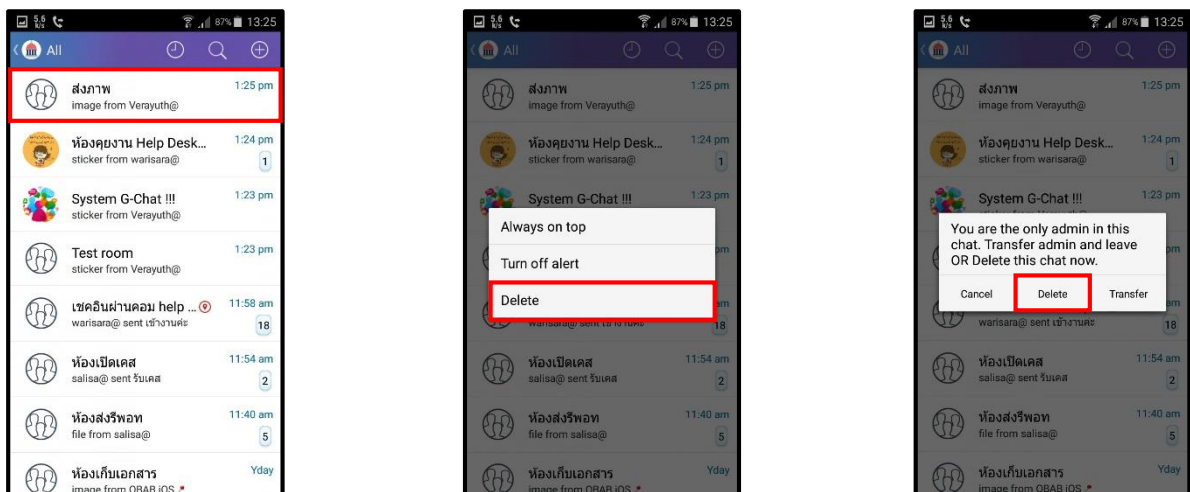 5.6 K/s 87% 13:25
All
ส่งภาพ 1:25 pm
image from Verayuth@
ห้องคุยงาน Help Desk... 1:24 pm
sticker from warisara@ 1
System G-Chat !!! 1:23 pm
sticker from Verayuth@
Test room 1:23 pm
sticker from Verayuth@
เชคอินผ่านคอม help ... 11:58 am
warisara@ sent เข้างานค่ะ 18
ห้องเปิดเคส 11:54 am
salisa@ sent รับเคส 2
ห้องส่งรีพอท 11:40 am
file from salisa@ 5
ห้องเก็บเอกสาร Yday
image from OBAB iOS
5.6 K/s 87% 13:25
All
ส่งภาพ 1:25 pm
image from Verayuth@
ห้องคุยงาน Help Desk... 1:24 pm
sticker from warisara@ 1
System G-Chat !!! 1:23 pm
Always on top
Turn off alert
Delete
warisara@ sent เข้างานค่ะ 18
ห้องเปิดเคส 11:54 am
salisa@ sent รับเคส 2
ห้องส่งรีพอท 11:40 am
file from salisa@ 5
ห้องเก็บเอกสาร Yday
image from OBAB iOS
5.6 K/s 87% 13:25
All
ส่งภาพ 1:25 pm
image from Verayuth@
ห้องคุยงาน Help Desk... 1:24 pm
sticker from warisara@ 1
System G-Chat !!! 1:23 pm
You are the only admin in this
chat. Transfer admin and leave
OR Delete this chat now.
Cancel Delete Transfer
warisara@ sent เข้างานค่ะ 18
ห้องเปิดเคส 11:54 am
salisa@ sent รับเคส 2
ห้องส่งรีพอท 11:40 am
file from salisa@ 5
ห้องเก็บเอกสาร Yday
image from OBAB iOS